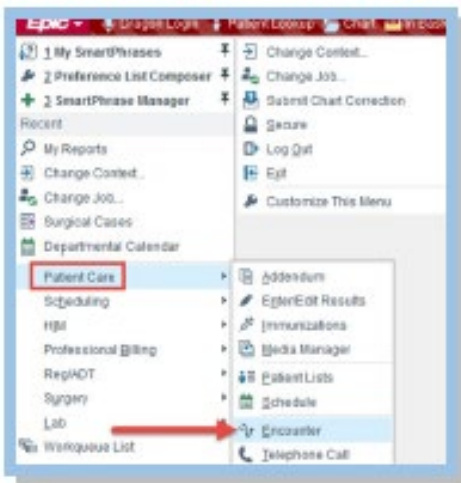 Epic
Dragon Login
Patient Lookup
Chart
In Bask
1 My SmartPhrases
2 Preference List Composer
3 SmartPhrase Manager
Recent
My Reports
Change Context...
Change Job...
Surgical Cases
Departmental Calendar
Patient Care
Scheduling
HIM
Professional Billing
Reg/ADT
Surgery
Lab
Workqueue List
Change Context...
Change Job...
Submit Chart Correction
Secure
Log Out
Exit
Customize This Menu
Addendum
Enter/Edit Results
Immunizations
Media Manager
Patient Lists
Schedule
Encounter
Telephone Call